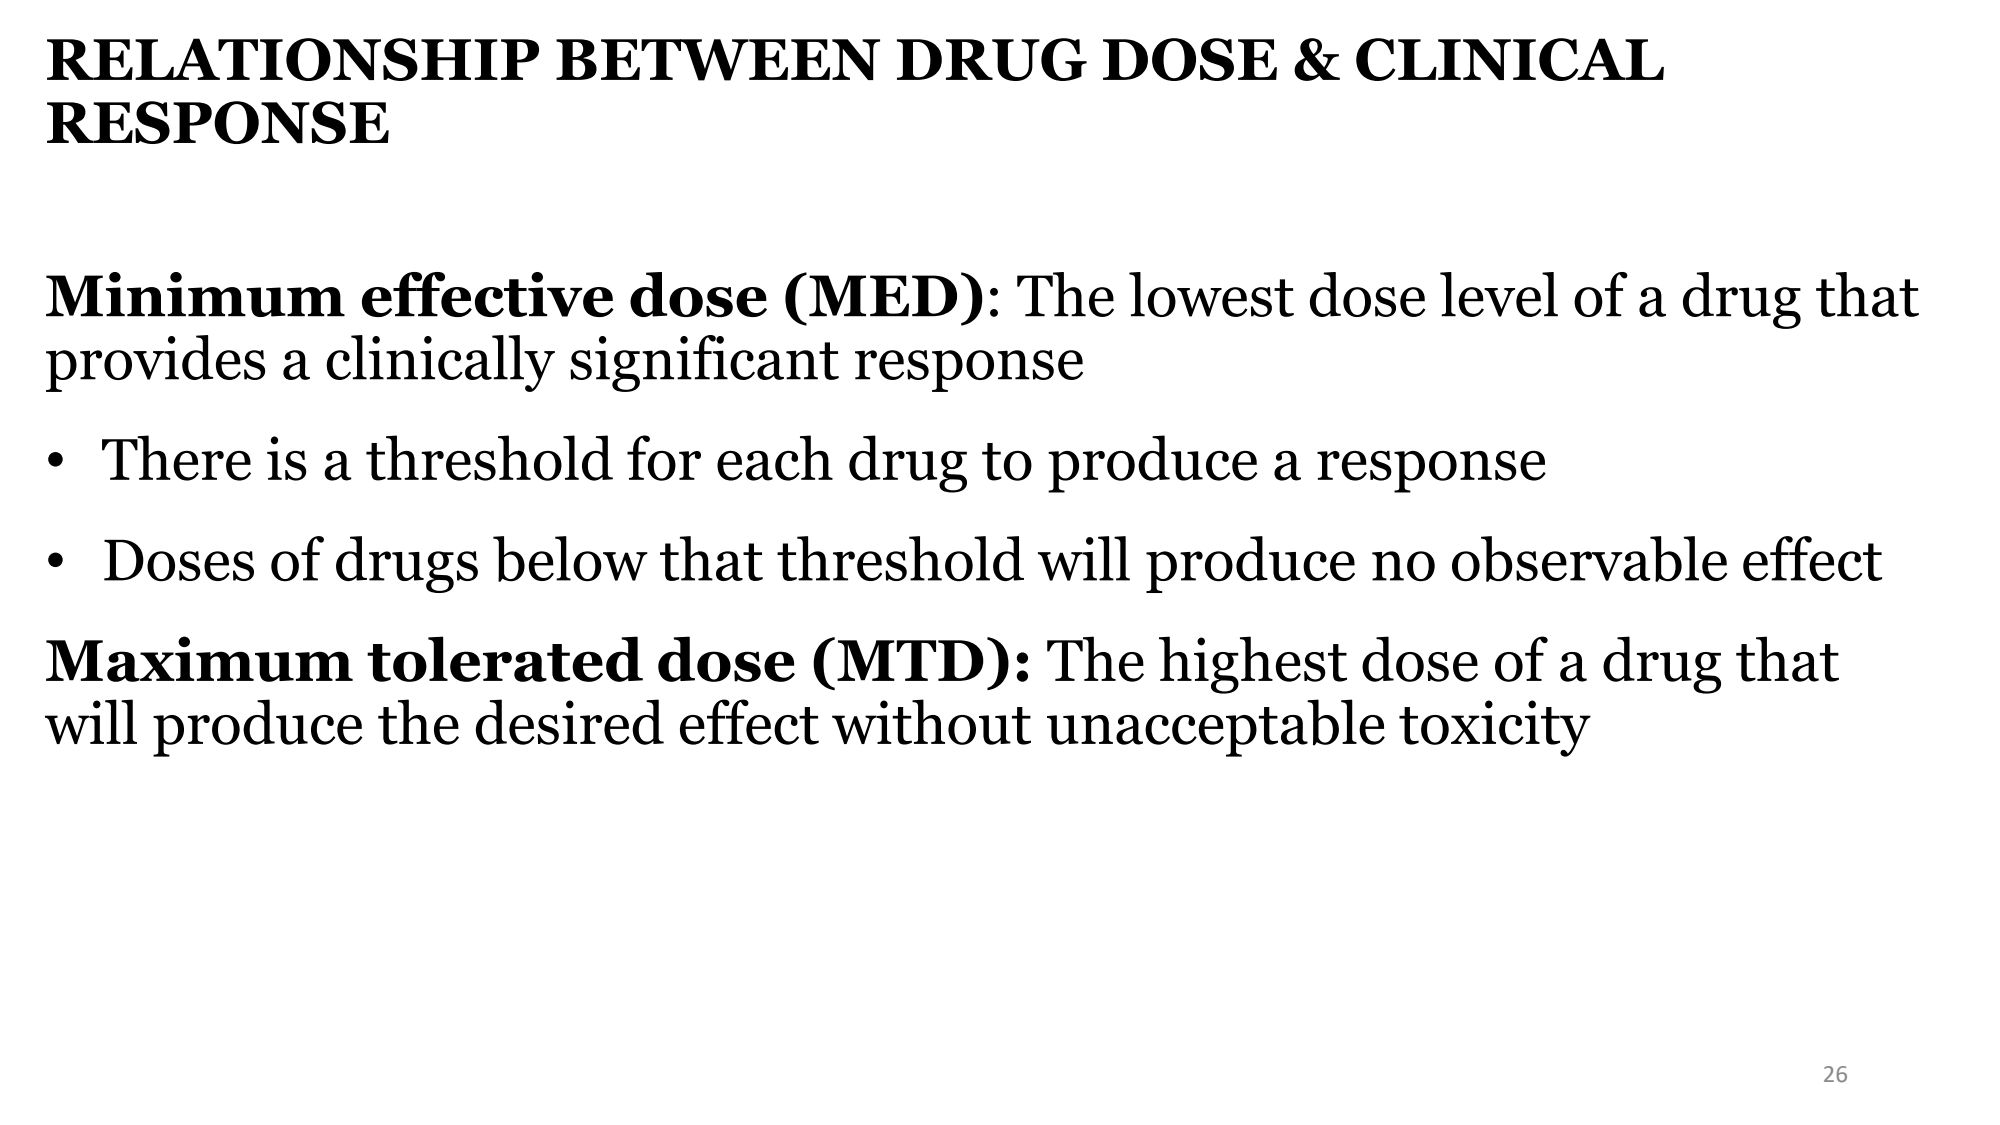 RELATIONSHIP BETWEEN DRUG DOSE & CLINICAL
RESPONSE
Minimum effective dose (MED): The lowest dose level of a drug that
provides a clinically significant response
• There is a threshold for each drug to produce a response
• Doses of drugs below that threshold will produce no observable effect
Maximum tolerated dose (MTD): The highest dose of a drug that
will produce the desired effect without unacceptable toxicity
26